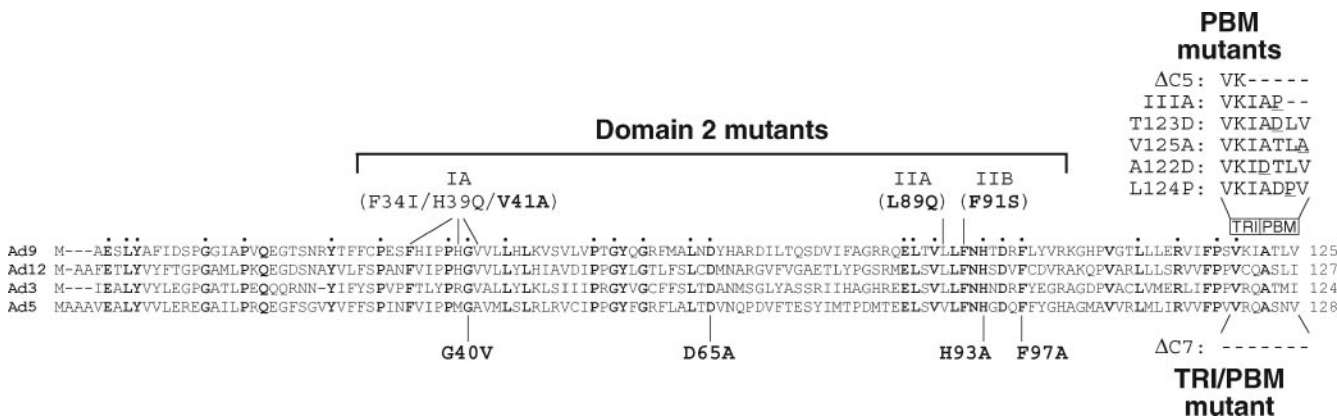 PBM
mutants
ΔC5: VK-----
IIIA: VKIAP--
T123D: VKIADLV
V125A: VKIATLA
A122D: VKIDTLV
L124P: VKIADPV
Domain 2 mutants
IA
(F34I/H39Q/V41A)
IIA
(L89Q)
IIB
(F91S)
TRI PBM
Ad9 M---AESLYAFIDSPGGIAPVQEGTSNRYTFFCPESFHIPPHGVVLLHLKVSVLVPTGYQGRFMALNDYHARDILTQSDVIFAGRRQELTVLLFNHTDRFLYVRKGHPVGTLLLERVIFPSVKIATLV 125
Ad12 M--AAFETLYVYFTGPGAMLPKQEGDSNAYVLFSPANFVIPPHGVVLLYLHIAVDIPPGYLGTLFSLCDMNARGVFVGAETLYPGSRMELSVLLFNHSDVFCDVRAKQPVARLLLSRVVFPPVCQASLI 127
Ad3 M---IEALYVYLEGPGATLPEQQQRNN-YIFYSPVPFTLYPRGVALLYLKLSIIIPRGYVGCFFSLTDANMSGLYASSRIIHAGHREELSVLLFNHNDRFYEGRAGDPVACLVMERLIFPPVRQATMI 124
Ad5 MAAAVEALYVVLEREGAILPRQEGFSGVYVFFSPINFVIPPMGAVMLSLRLRVCIPPGYFGRFLALTDVNQPDVFTESYIMTPDMTEELSVVLFNHGDQFFYGHAGMAVVRLMLIRVVFPVVRQASNV 128
G40V
D65A
H93A
F97A
ΔC7: -------
TRI/PBM
mutant